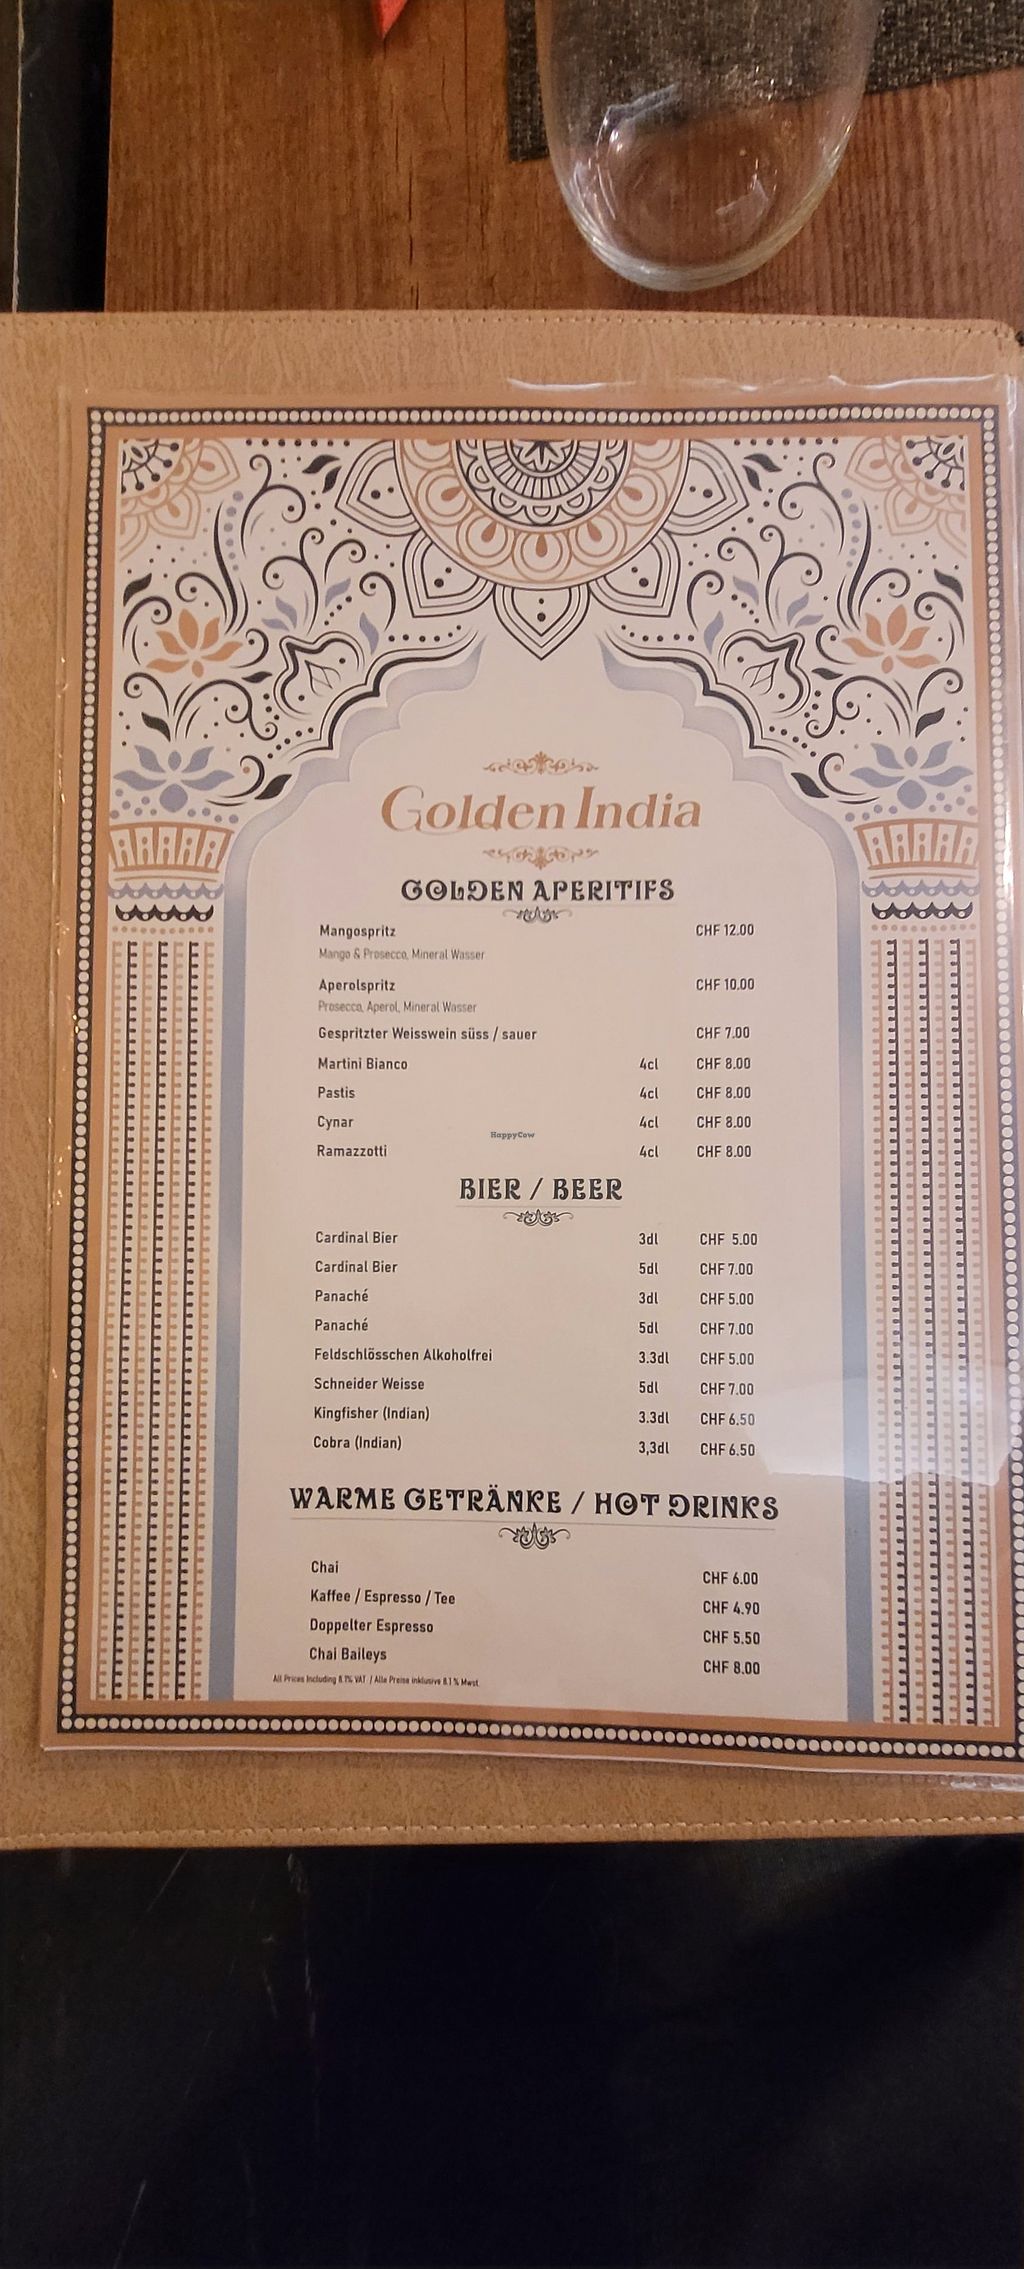 Golden India
GOLDEN APERITIFS
Mangospritz CHF 12.00
Mango & Prosecco, Mineral Wasser
Aperolspritz CHF 10.00
Prosecco, Aperol, Mineral Wasser
Gespritzter Weisswein süss / sauer CHF 7.00
Martini Bianco 4cl CHF 8.00
Pastis 4cl CHF 8.00
Cynar 4cl CHF 8.00
HappyCow
Ramazzotti 4cl CHF 8.00
BIER / BEER
Cardinal Bier 3dl CHF 5.00
Cardinal Bier 5dl CHF 7.00
Panaché 3dl CHF 5.00
Panaché 5dl CHF 7.00
Feldschlösschen Alkoholfrei 3.3dl CHF 5.00
Schneider Weisse 5dl CHF 7.00
Kingfisher (Indian) 3.3dl CHF 6.50
Cobra (Indian) 3,3dl CHF 6.50
WARME GETRÄNKE / HOT DRINKS
Chai CHF 6.00
Kaffee / Espresso / Tee CHF 4.90
Doppelter Espresso CHF 5.50
Chai Baileys CHF 8.00
All Prices Including 8.1% VAT / Alle Preise inklusive 8.1 % Mwst.